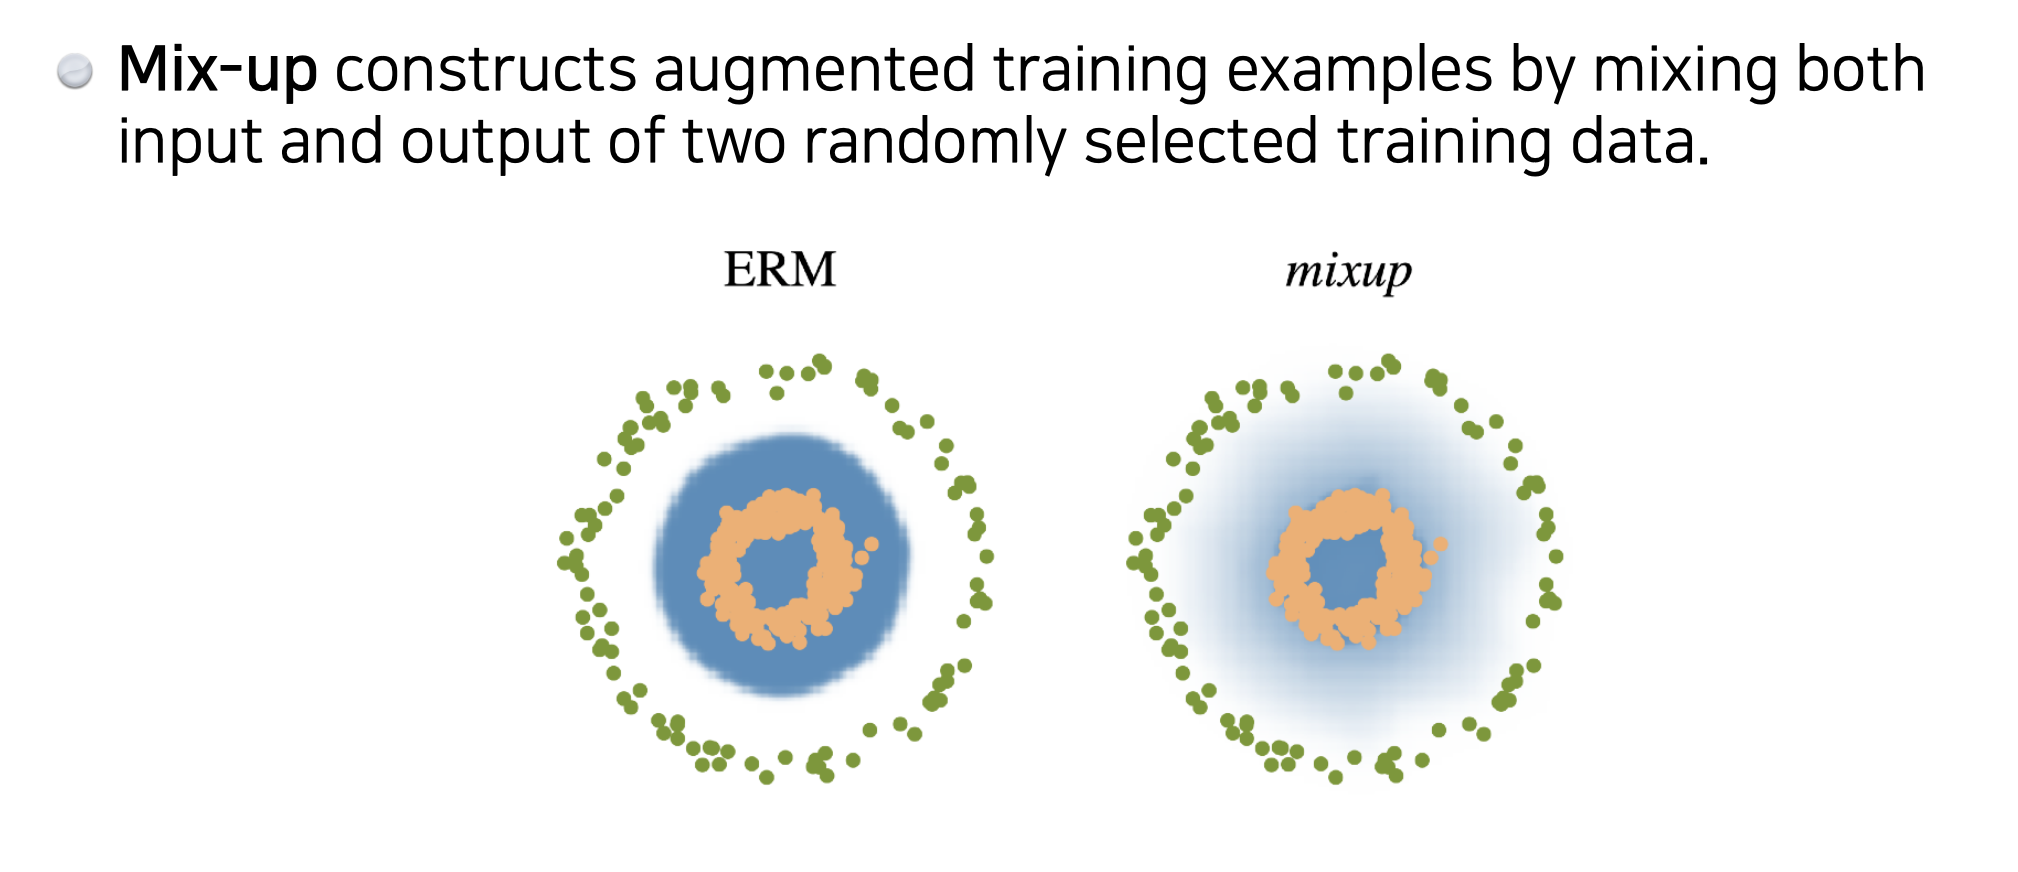 Mix-up constructs augmented training examples by mixing both
input and output of two randomly selected training data.
ERM
mixup